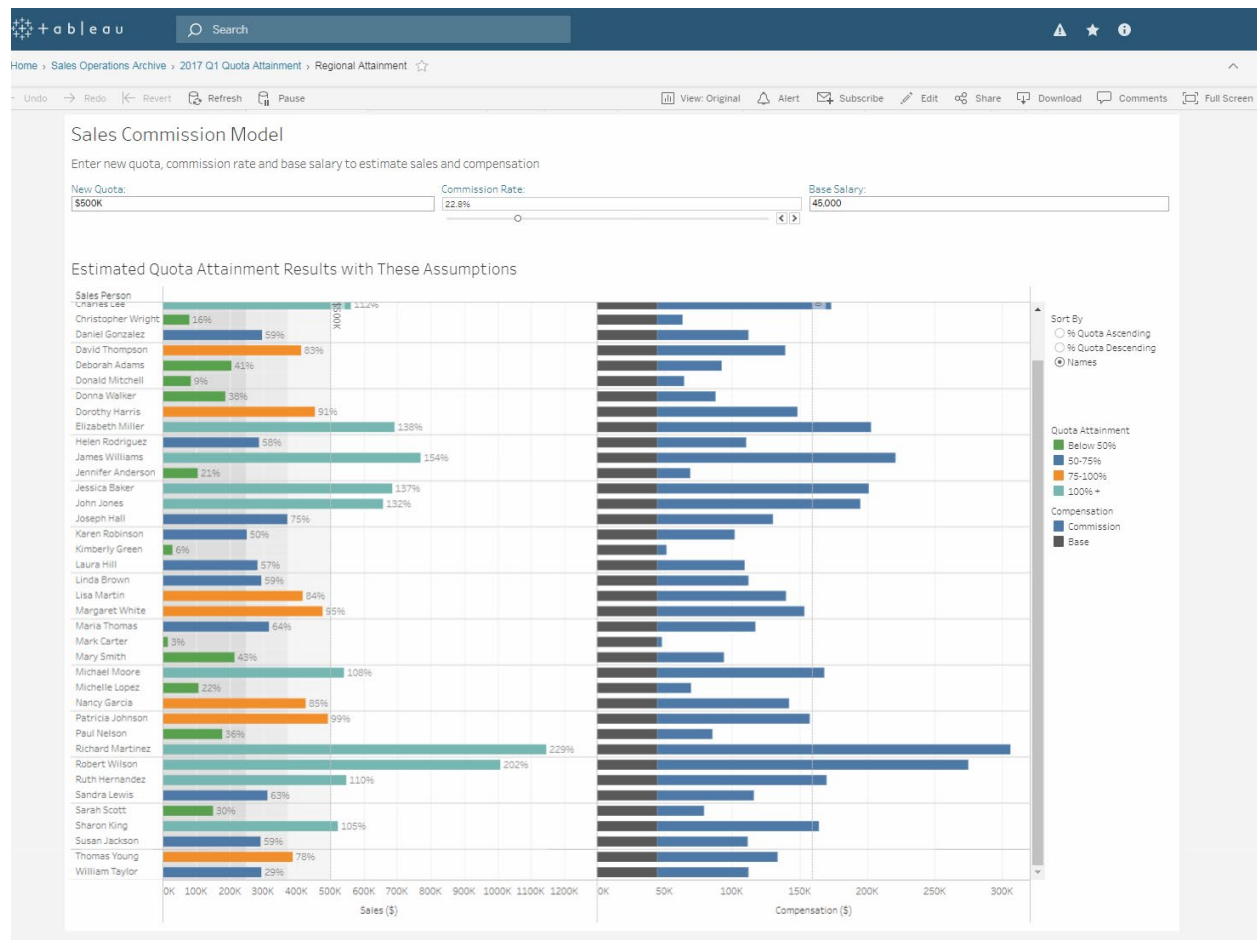 +ableau
Search
Home › Sales Operations Archive › 2017 Q1 Quota Attainment › Regional Attainment
Undo Redo Revert Refresh Pause View: Original Alert Subscribe Edit Share Download Comments Full Screen
Sales Commission Model
Enter new quota, commission rate and base salary to estimate sales and compensation
New Quota: Commission Rate: Base Salary:
$500K 22.8% 45,000
Estimated Quota Attainment Results with These Assumptions
Sales Person
Charles Lee 112%
$500K
Christopher Wright 16%
Daniel Gonzalez 59%
David Thompson 83%
Deborah Adams 41%
Donald Mitchell 9%
Donna Walker 38%
Dorothy Harris 91%
Elizabeth Miller 138%
Helen Rodriguez 58%
James Williams 154%
Jennifer Anderson 21%
Jessica Baker 137%
John Jones 132%
Joseph Hall 75%
Karen Robinson 50%
Kimberly Green 6%
Laura Hill 57%
Linda Brown 59%
Lisa Martin 84%
Margaret White 95%
Maria Thomas 64%
Mark Carter 3%
Mary Smith 43%
Michael Moore 108%
Michelle Lopez 22%
Nancy Garcia 85%
Patricia Johnson 99%
Paul Nelson 36%
Richard Martinez 229%
Robert Wilson 202%
Ruth Hernandez 110%
Sandra Lewis 63%
Sarah Scott 30%
Sharon King 105%
Susan Jackson 59%
Thomas Young 78%
William Taylor 29%
0K 100K 200K 300K 400K 500K 600K 700K 800K 900K 1000K 1100K 1200K 0K 50K 100K 150K 200K 250K 300K
Sales ($) Compensation ($)
Sort By
% Quota Ascending
% Quota Descending
Names
Quota Attainment
Below 50%
50-75%
75-100%
100% +
Compensation
Commission
Base